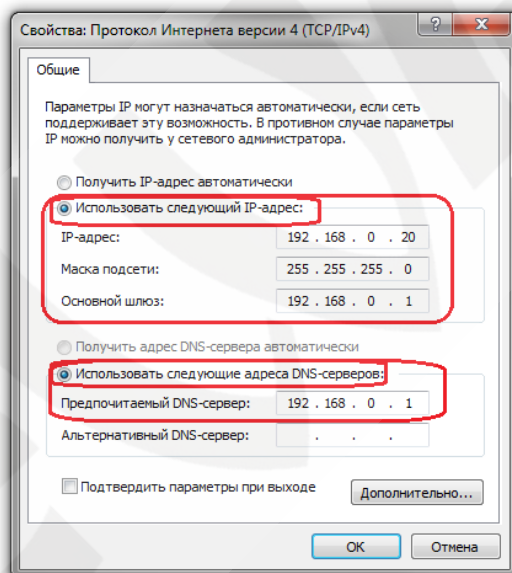 Свойства: Протокол Интернета версии 4 (TCP/IPv4)
?
X
Общие
Параметры IP могут назначаться автоматически, если сеть
поддерживает эту возможность. В противном случае параметры
IP можно получить у сетевого администратора.
Получить IP-адрес автоматически
Использовать следующий IP-адрес:
IP-адрес: 192 . 168 . 0 . 20
Маска подсети: 255 . 255 . 255 . 0
Основной шлюз: 192 . 168 . 0 . 1
Получить адрес DNS-сервера автоматически
Использовать следующие адреса DNS-серверов:
Предпочитаемый DNS-сервер: 192 . 168 . 0 . 1
Альтернативный DNS-сервер: . . .
Подтвердить параметры при выходе
Дополнительно...
ОК Отмена